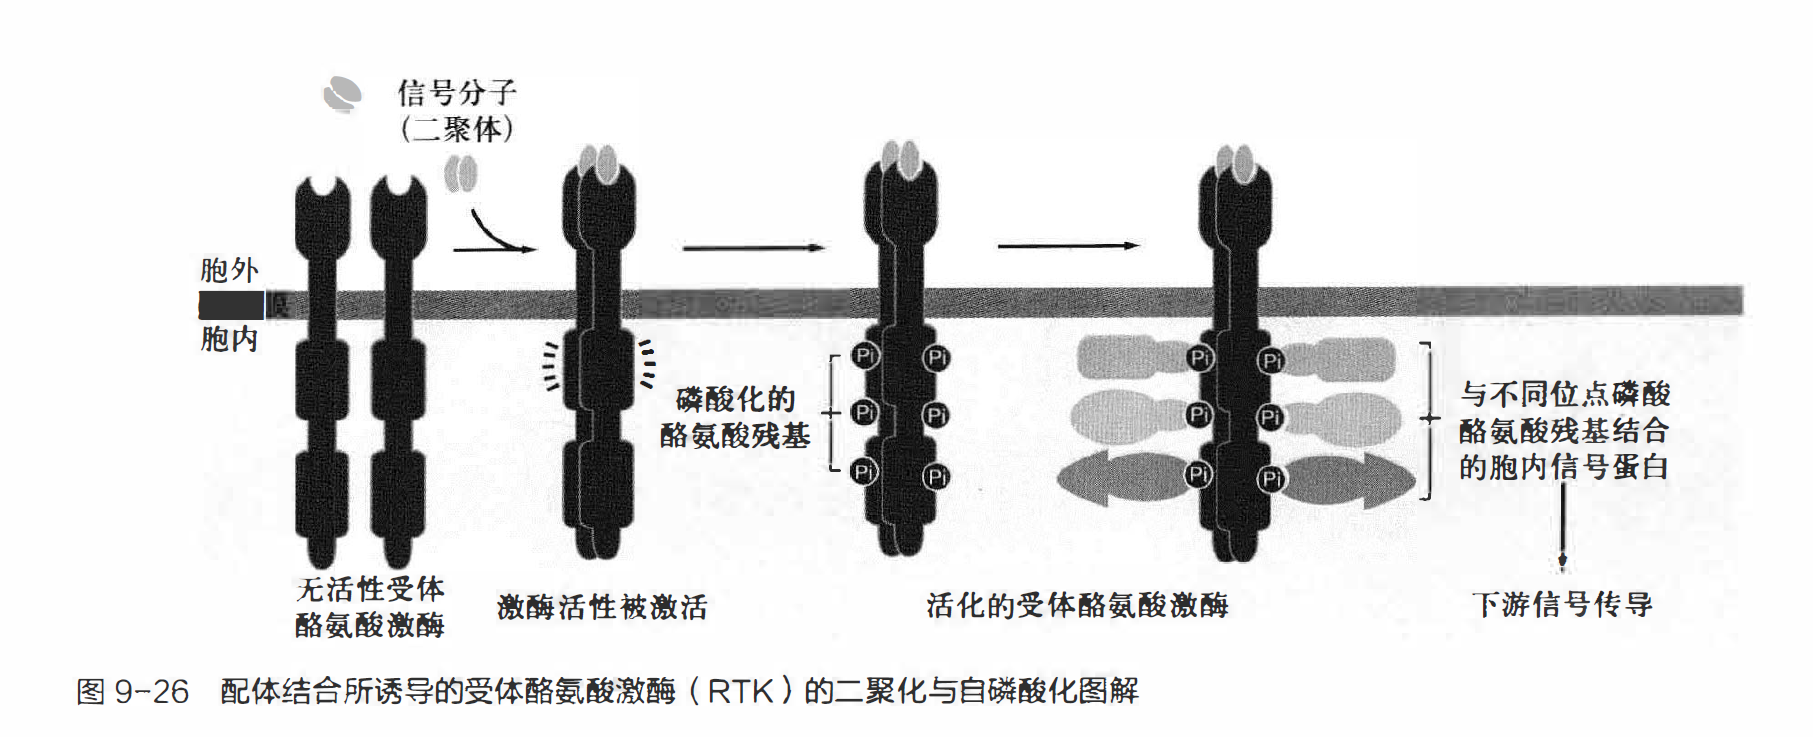 信号分子
(二聚体)
胞外
膜
胞内
Pi
Pi
Pi
Pi
Pi
Pi
磷酸化的
酪氨酸残基
Pi
Pi
Pi
Pi
Pi
Pi
与不同位点磷酸
酪氨酸残基结合
的胞内信号蛋白
无活性受体
酪氨酸激酶
激酶活性被激活
活化的受体酪氨酸激酶
下游信号传导
图 9-26 配体结合所诱导的受体酪氨酸激酶（RTK）的二聚化与自磷酸化图解